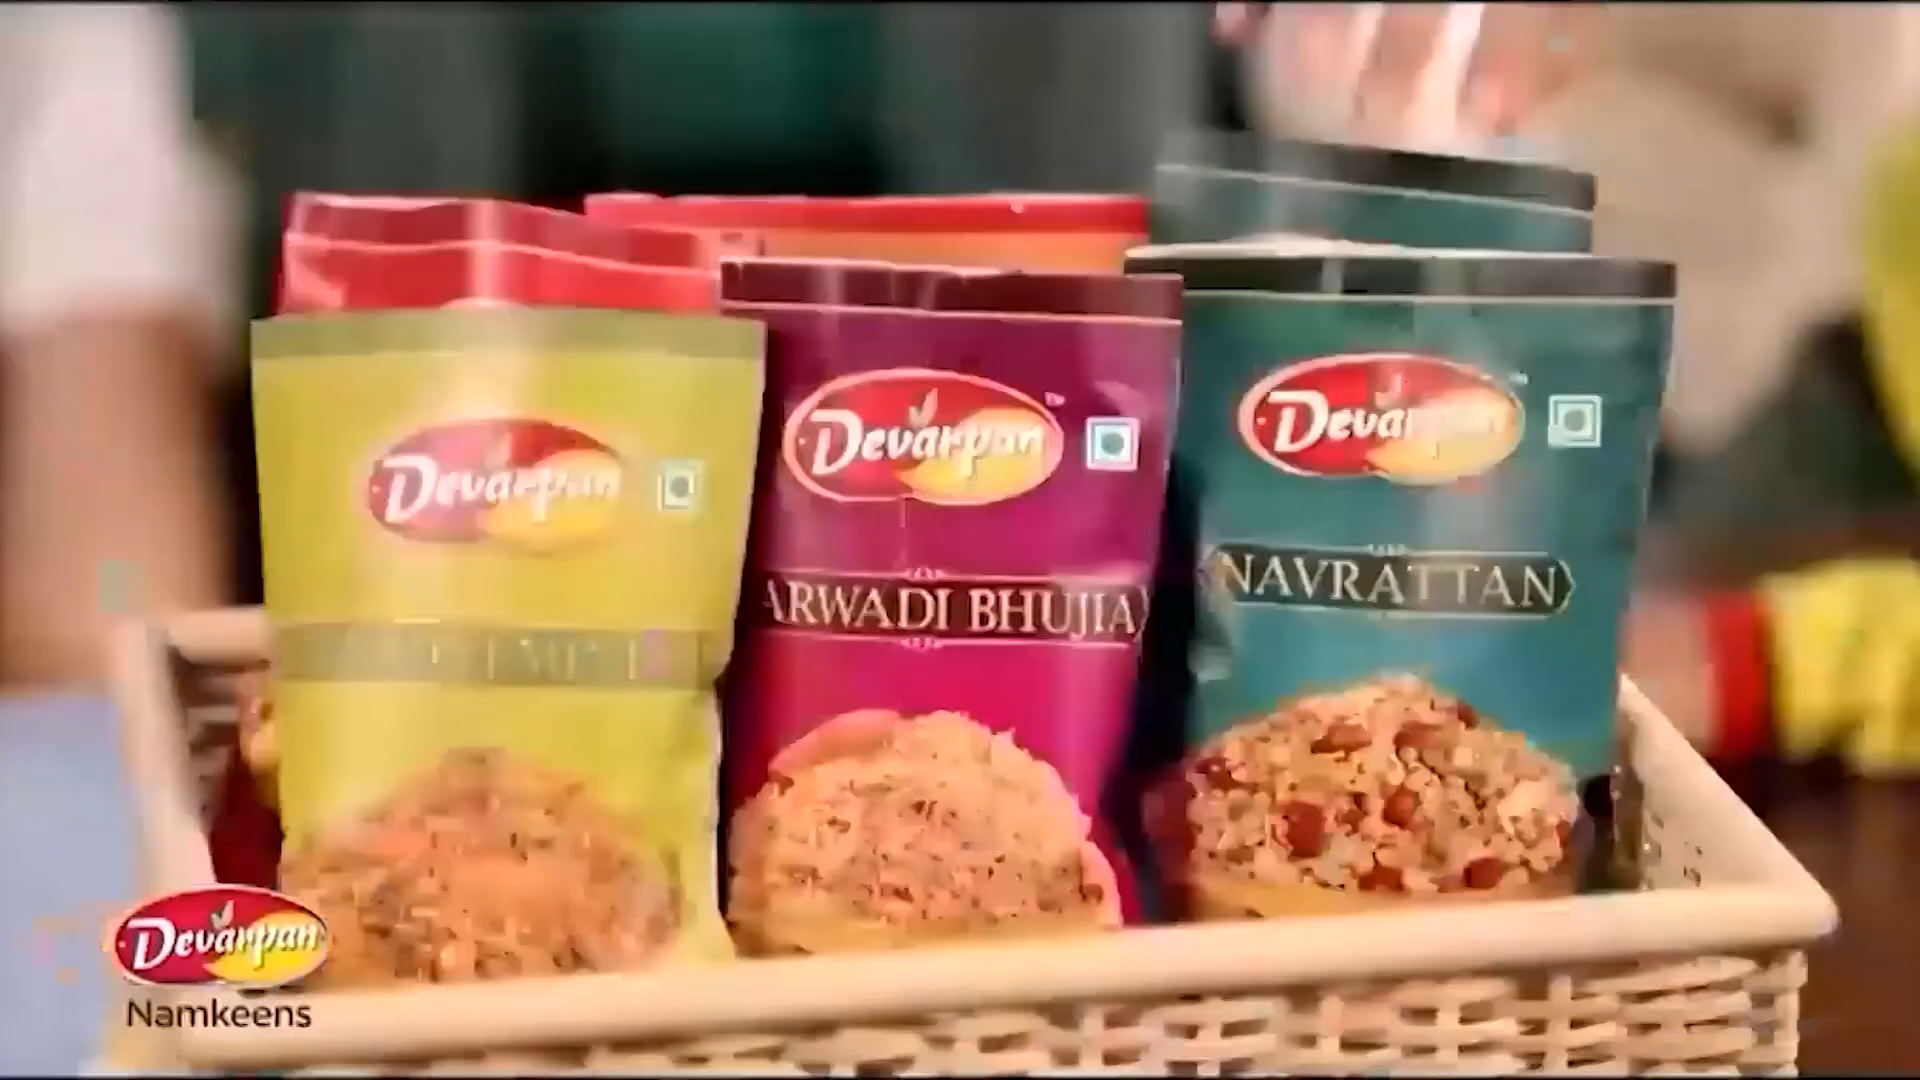 Devarpan
Devarpan
ARWADI BHUJIA
Devarpan
NAVRATTAN
Devarpan
Namkeens